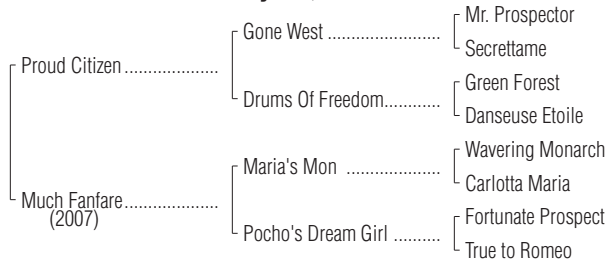 Proud Citizen ....................
Much Fanfare ....................
(2007)
Gone West ........................
Drums Of Freedom ............
Maria's Mon ....................
Pocho's Dream Girl ..........
Mr. Prospector
Secrettame
Green Forest
Danseuse Etoile
Wavering Monarch
Carlotta Maria
Fortunate Prospect
True to Romeo